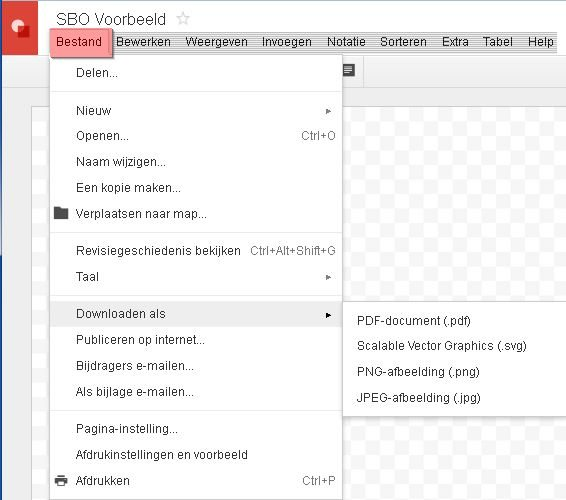 SBO Voorbeeld
Bestand Bewerken Weergeven Invoegen Notatie Sorteren Extra Tabel Help
Delen...
Nieuw
Openen... Ctrl+O
Naam wijzigen...
Een kopie maken...
Verplaatsen naar map...
Revisiegeschiedenis bekijken Ctrl+Alt+Shift+G
Taal
Downloaden als
PDF-document (.pdf)
Scalable Vector Graphics (.svg)
PNG-afbeelding (.png)
JPEG-afbeelding (.jpg)
Publiceren op internet...
Bijdragers e-mailen...
Als bijlage e-mailen...
Pagina-instelling...
Afdrukinstellingen en voorbeeld
Afdrukken Ctrl+P